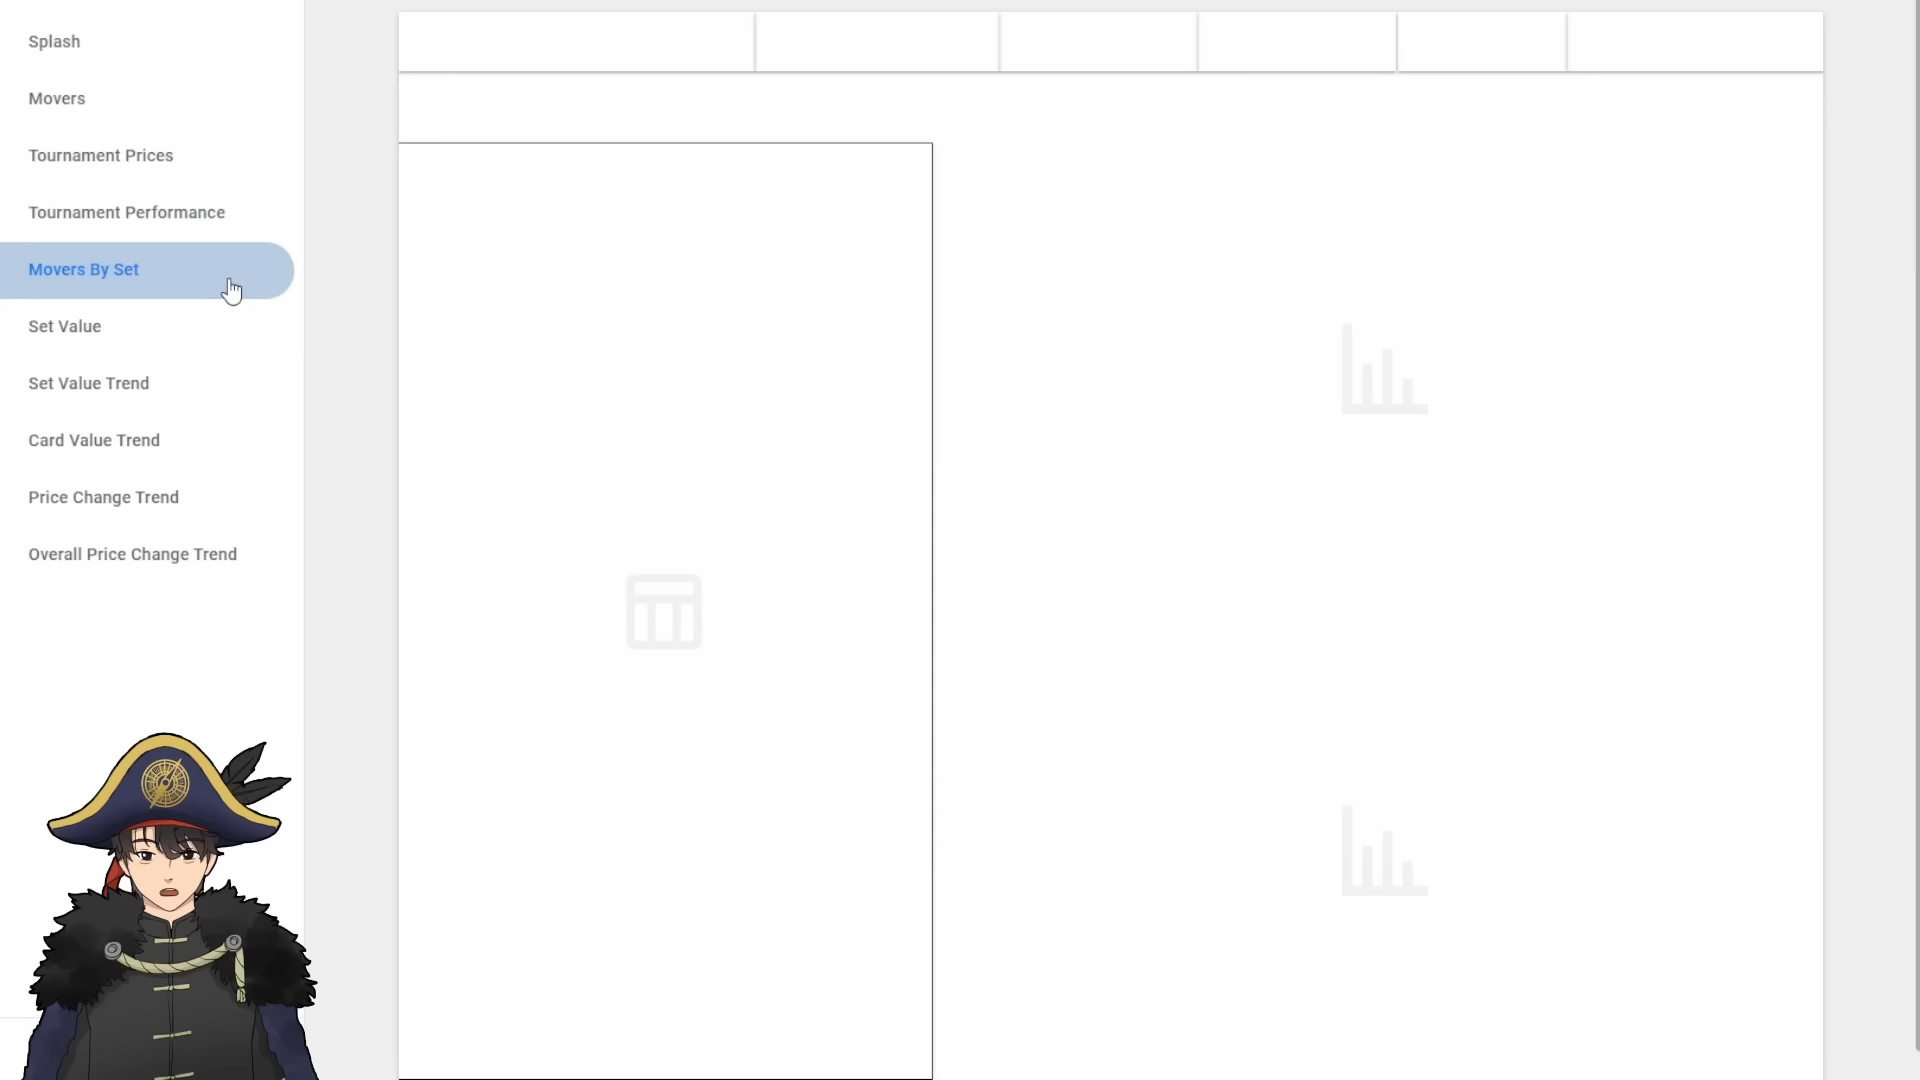 Splash
Movers
Tournament Prices
Tournament Performance
Movers By Set
Set Value
Set Value Trend
Card Value Trend
Price Change Trend
Overall Price Change Trend